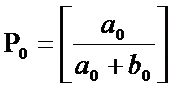 P₀ = [ a₀ / (a₀ + b₀) ]